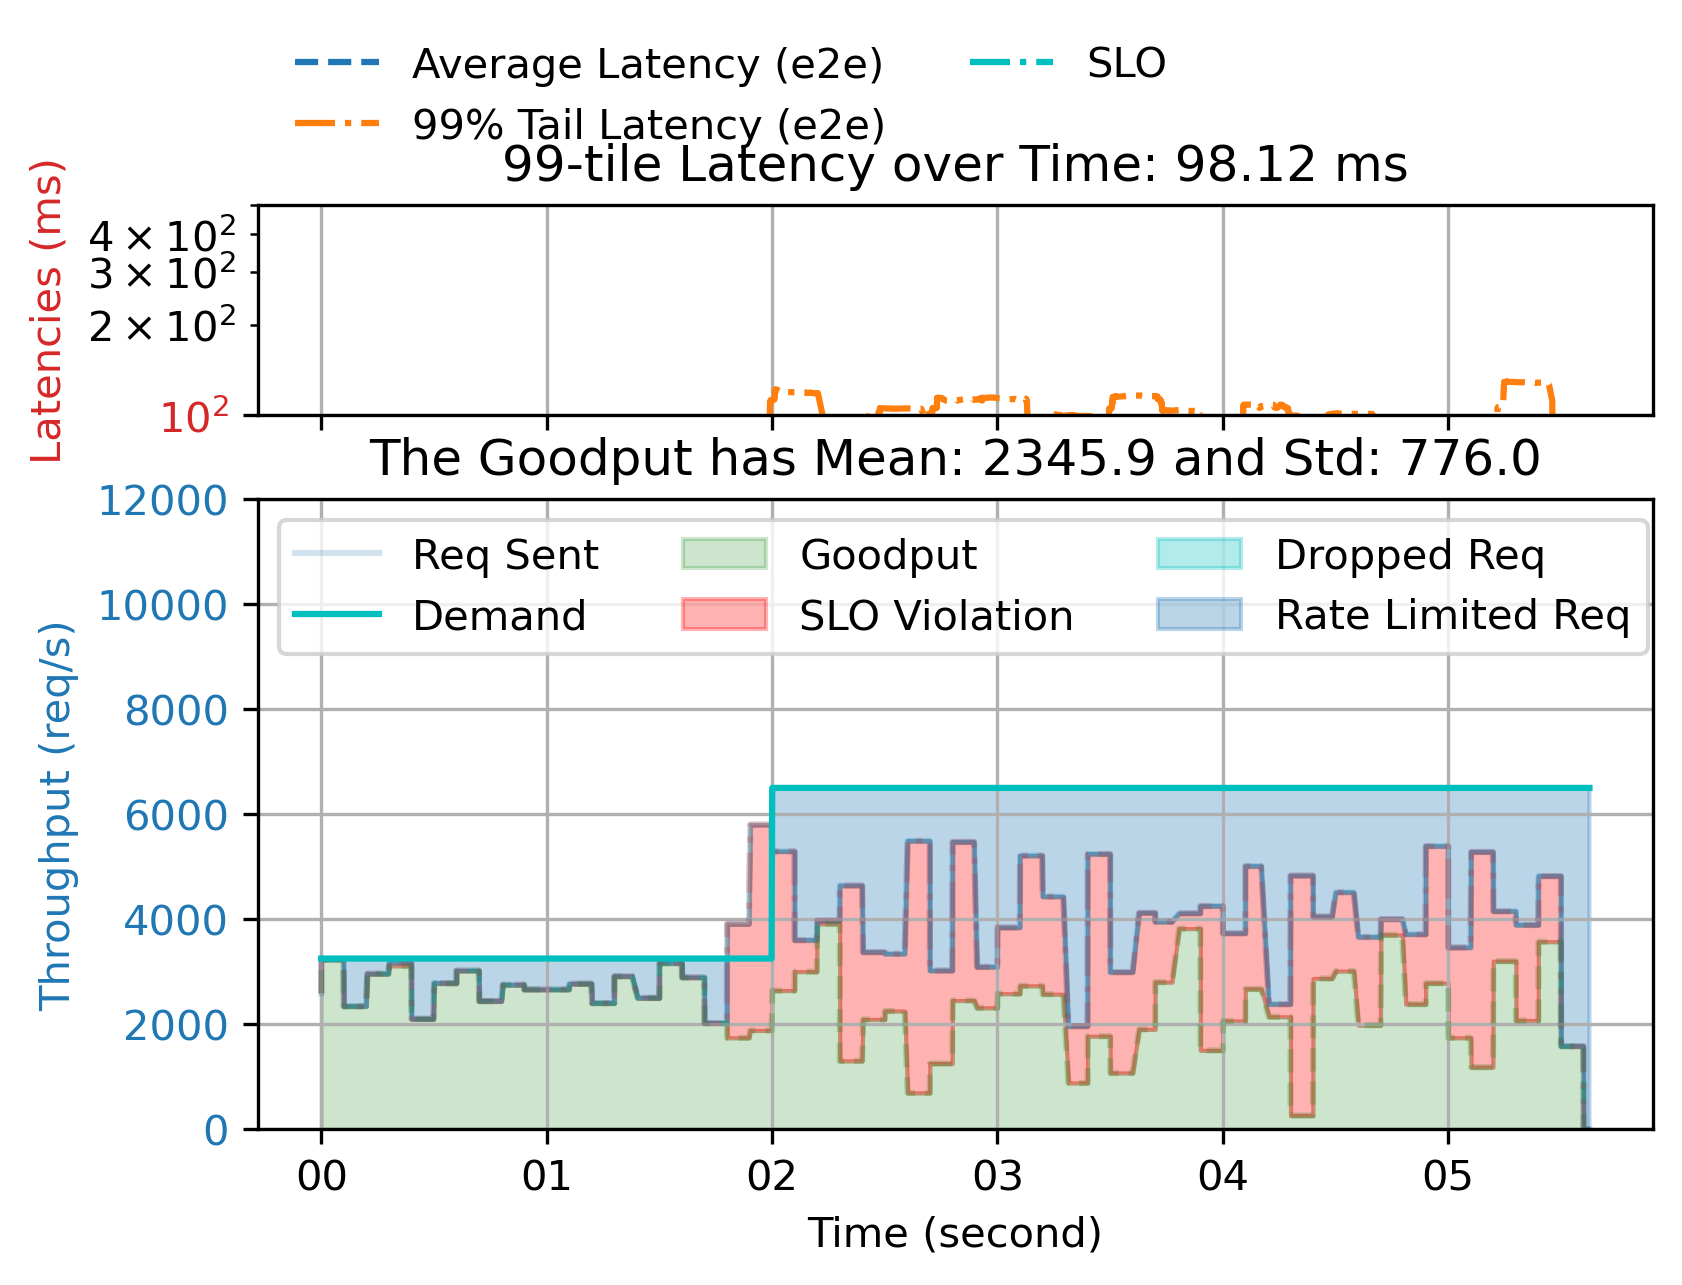 Average Latency (e2e) SLO
99% Tail Latency (e2e)
99-tile Latency over Time: 98.12 ms
Latencies (ms)
4 × 10²
3 × 10²
2 × 10²
10²
The Goodput has Mean: 2345.9 and Std: 776.0
Throughput (req/s)
12000
10000
8000
6000
4000
2000
0
Req Sent Goodput Dropped Req
Demand SLO Violation Rate Limited Req
00 01 02 03 04 05
Time (second)